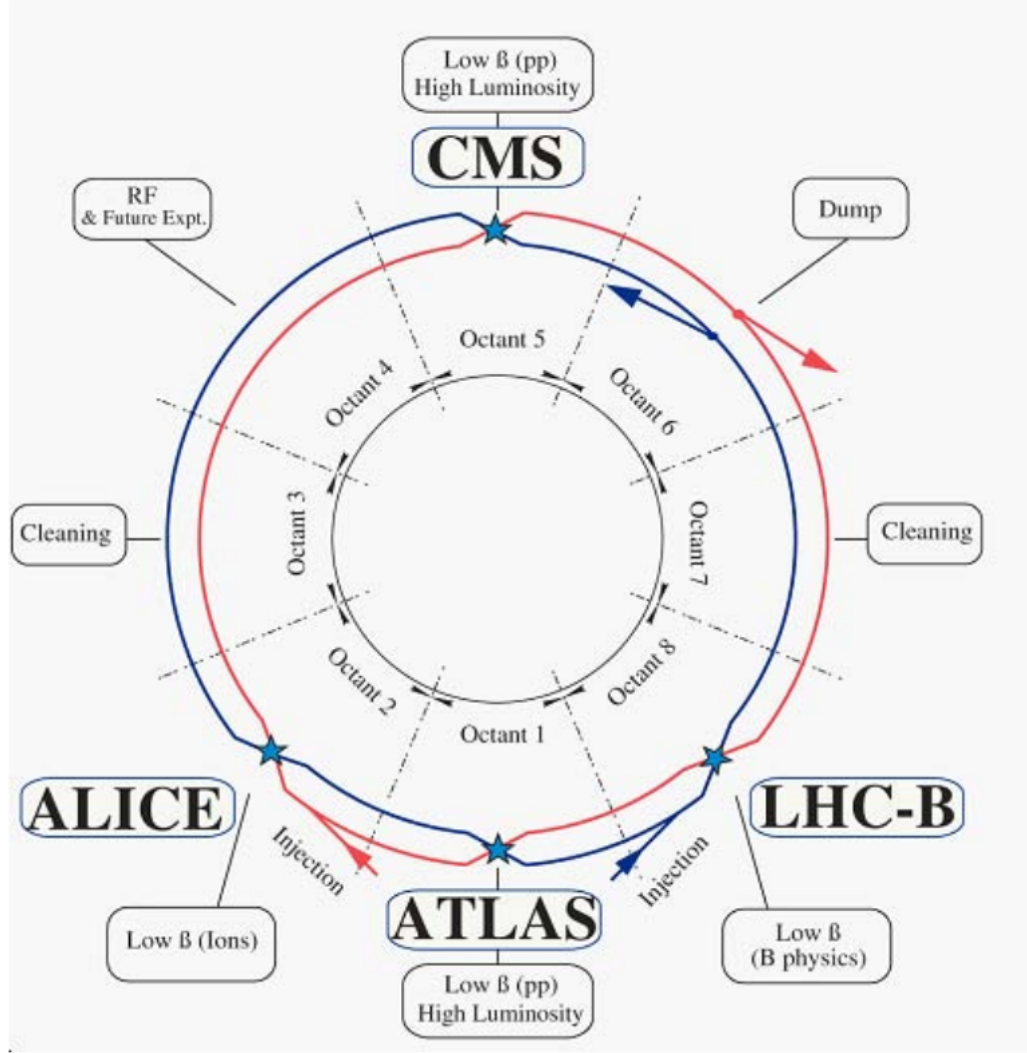 Low ß (pp)
High Luminosity
CMS
RF
& Future Expt.
Dump
Octant 5
Octant 4
Octant 6
Cleaning
Octant 3
Octant 7
Cleaning
Octant 2
Octant 8
Octant 1
ALICE
LHC-B
Injection
Injection
ATLAS
Low ß (Ions)
Low ß
(B physics)
Low ß (pp)
High Luminosity